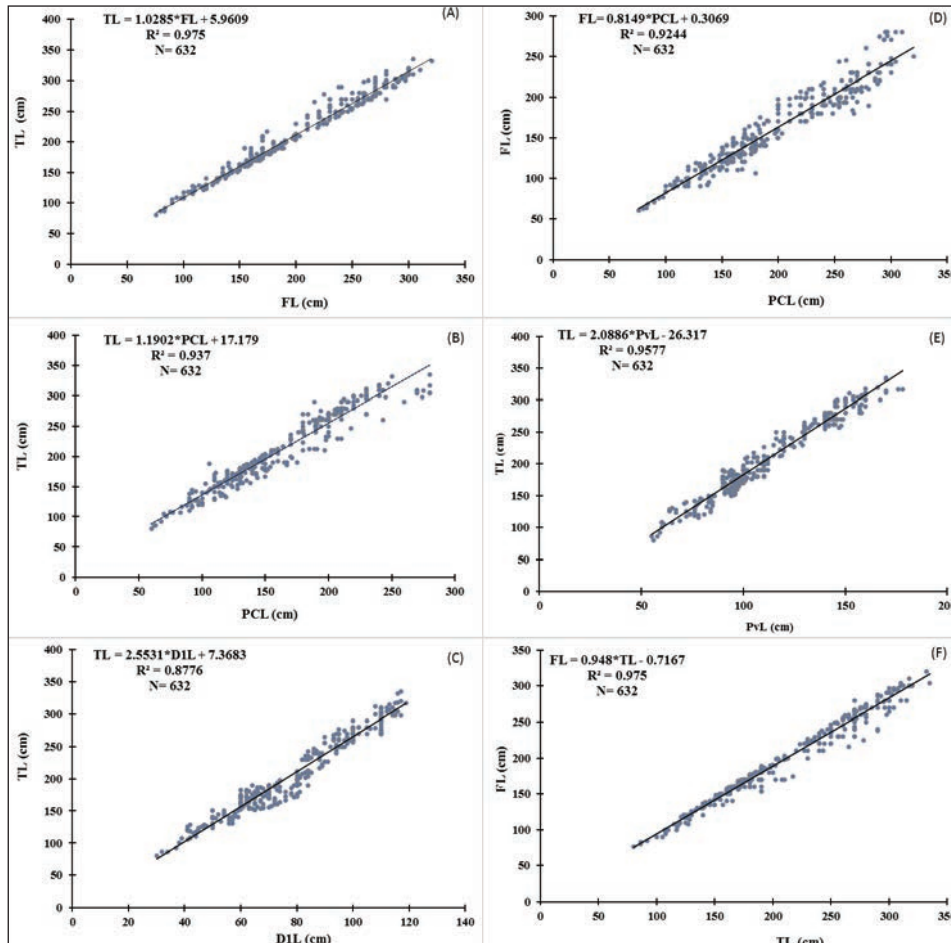 (A)
TL = 1.0285*FL + 5.9609
R² = 0.975
N= 632
400
350
300
250
200
150
100
50
0
TL (cm)
0 50 100 150 200 250 300 350
FL (cm)
(D)
FL= 0.8149*PCL + 0.3069
R² = 0.9244
N= 632
300
250
200
150
100
50
0
FL (cm)
0 50 100 150 200 250 300 350
PCL (cm)
(B)
TL = 1.1902*PCL + 17.179
R² = 0.937
N= 632
400
350
300
250
200
150
100
50
0
TL (cm)
0 50 100 150 200 250 300
PCL (cm)
(E)
TL = 2.0886*PvL - 26.317
R² = 0.9577
N= 632
400
350
300
250
200
150
100
50
0
TL (cm)
0 50 100 150
PvL (cm)
(C)
TL = 2.5531*D1L + 7.3683
R² = 0.8776
N= 632
400
350
300
250
200
150
100
50
0
TL (cm)
0 20 40 60 80 100 120 140
D1L (cm)
(F)
FL = 0.948*TL - 0.7167
R² = 0.975
N= 632
350
300
250
200
150
100
50
0
FL (cm)
50 100 150 200 250 300
TL (cm)